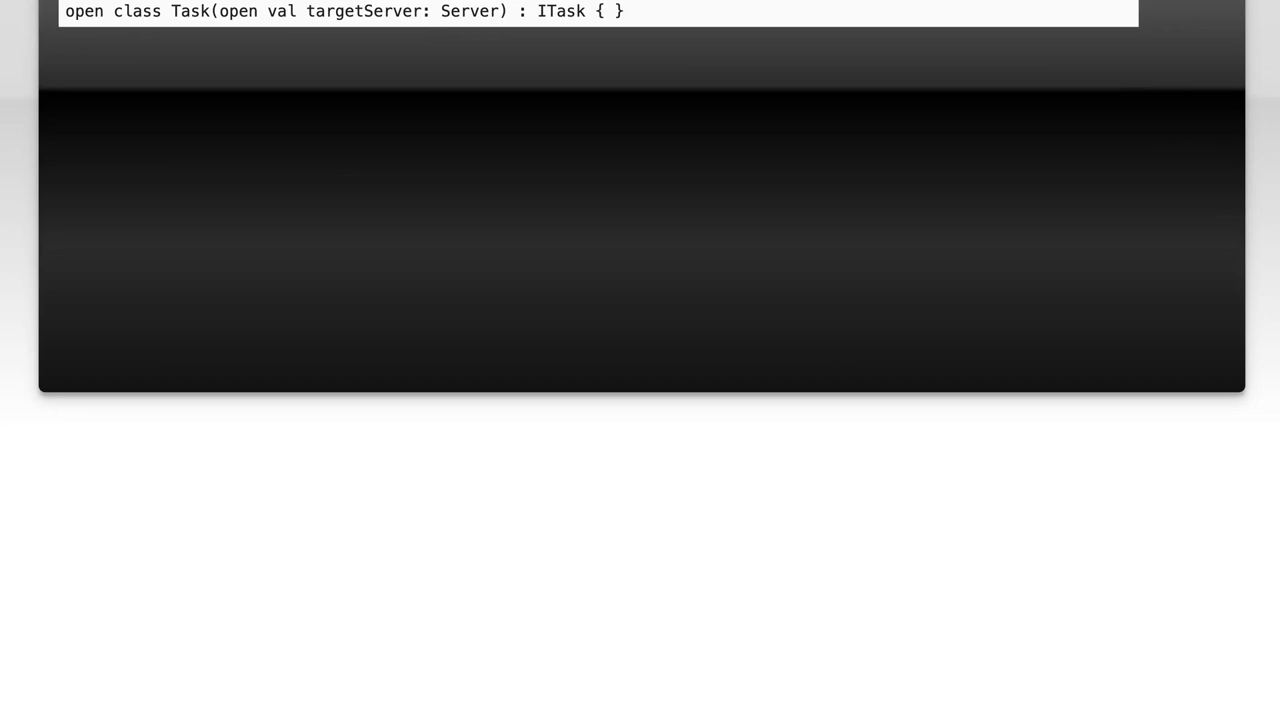 open class Task(open val targetServer: Server) : ITask { }